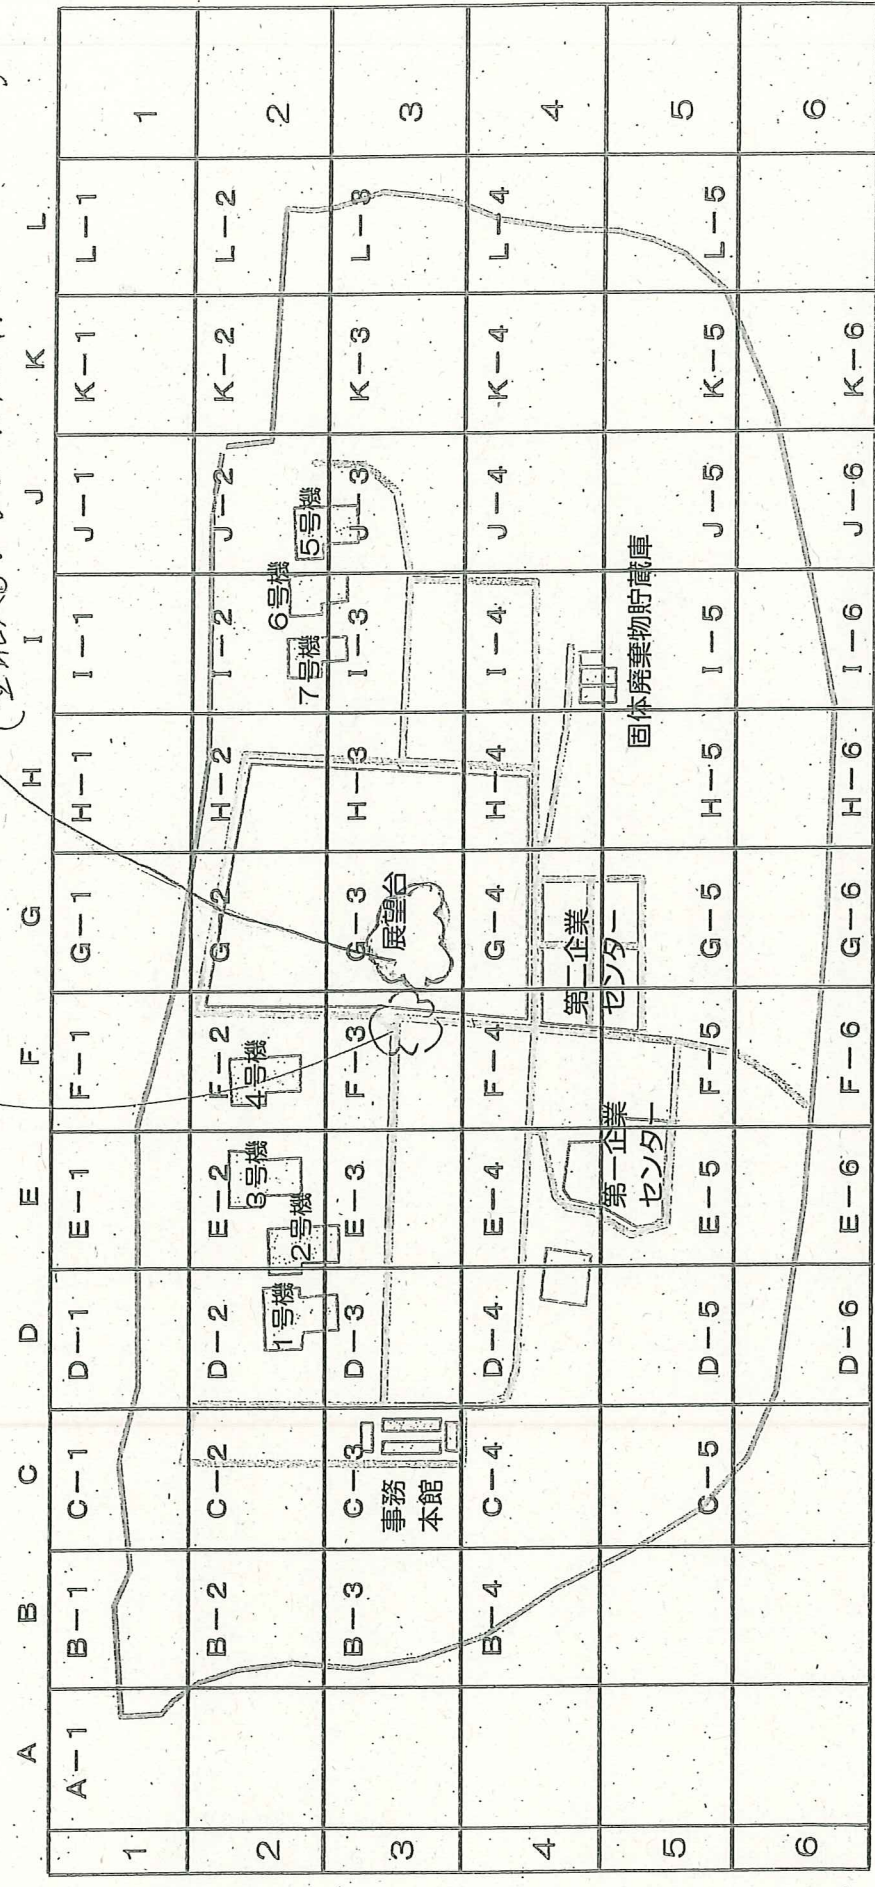 A B C D E F G H I J K L
1 A-1 B-1 C-1 D-1 E-1 F-1 G-1 H-1 I-1 J-1 K-1 L-1 1
2 B-2 C-2 D-2 E-2 F-2 G-2 H-2 I-2 J-2 K-2 L-2 2
1号機
2号機
3号機
4号機
7号機
6号機
5号機
3 B-3 C-3 D-3 E-3 F-3 G-3 H-3 I-3 J-3 K-3 L-3 3
事務
本館
展望台
4 B-4 C-4 D-4 E-4 F-4 G-4 H-4 I-4 J-4 K-4 L-4 4
第二企業
センター
第一企業
センター
固体廃棄物貯蔵庫
5 C-5 D-5 E-5 F-5 G-5 H-5 I-5 J-5 K-5 L-5 5
6 D-6 E-6 F-6 G-6 H-6 I-6 J-6 K-6 6